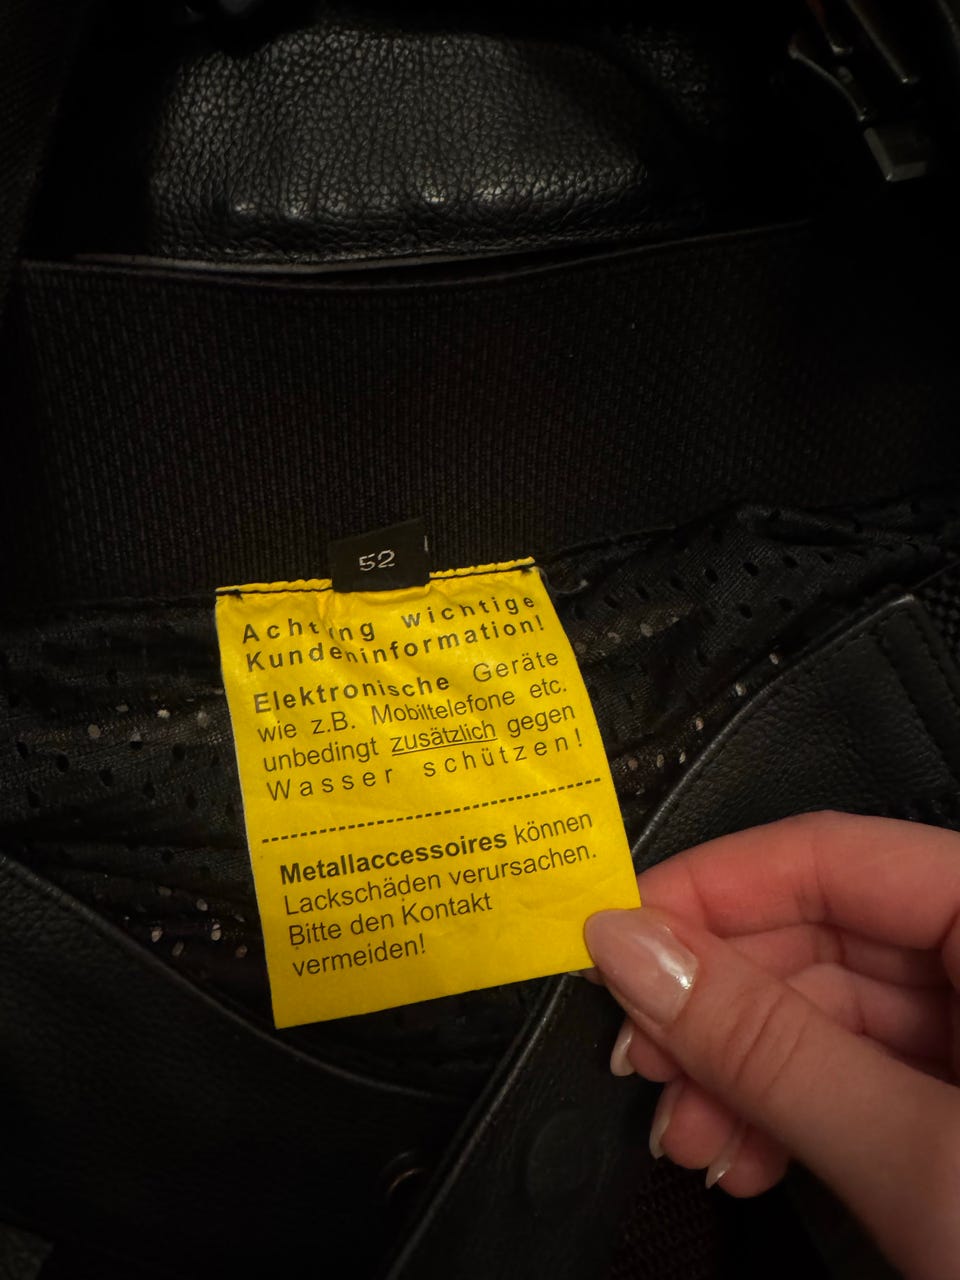 52
Achtung wichtige
Kundeninformation!
Elektronische Geräte
wie z.B. Mobiltelefone etc.
unbedingt zusätzlich gegen
Wasser schützen!
Metallaccessoires können
Lackschäden verursachen.
Bitte den Kontakt
vermeiden!